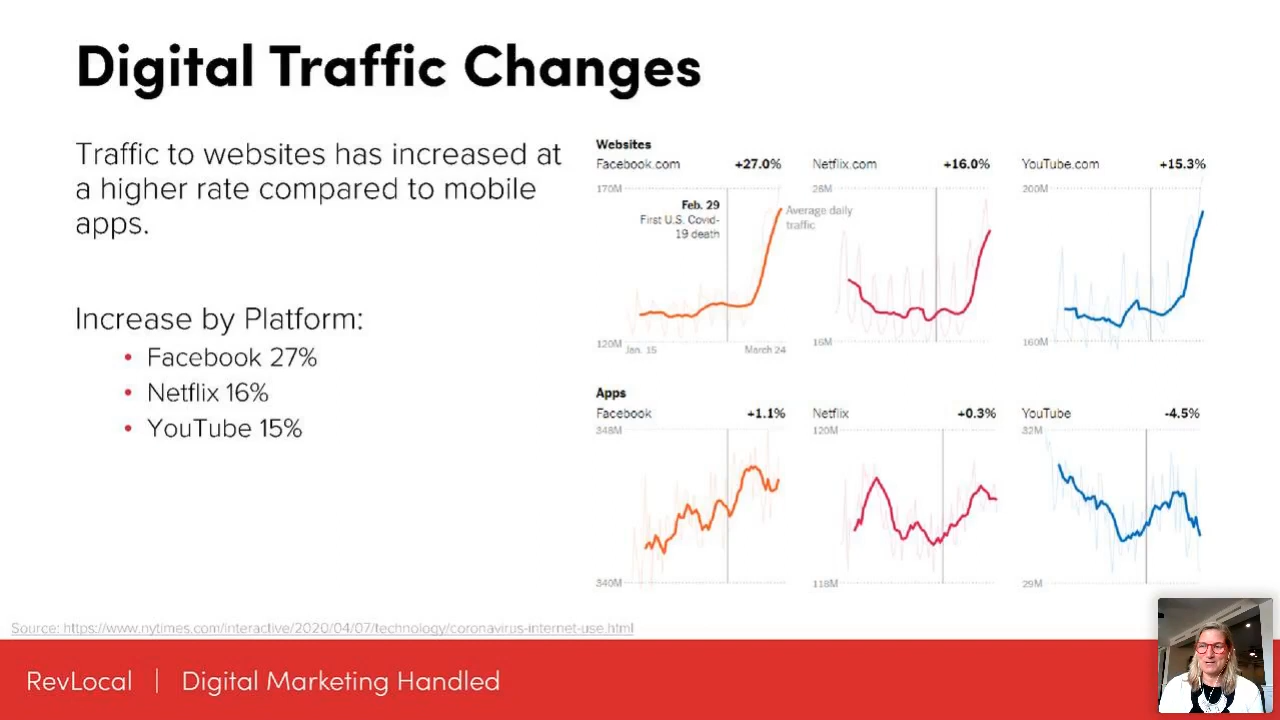 Digital Traffic Changes
Traffic to websites has increased at
a higher rate compared to mobile
apps.
Increase by Platform:
• Facebook 27%
• Netflix 16%
• YouTube 15%
Websites
Facebook.com +27.0%
170M
Feb. 29
First U.S. Covid-
19 death
120M
Jan. 15 March 24
Netflix.com +16.0%
26M
Average daily
traffic
16M
YouTube.com +15.3%
200M
160M
Apps
Facebook +1.1%
348M
340M
Netflix +0.3%
120M
118M
YouTube -4.5%
32M
29M
Source: https://www.nytimes.com/interactive/2020/04/07/technology/coronavirus-internet-use.html
RevLocal | Digital Marketing Handled